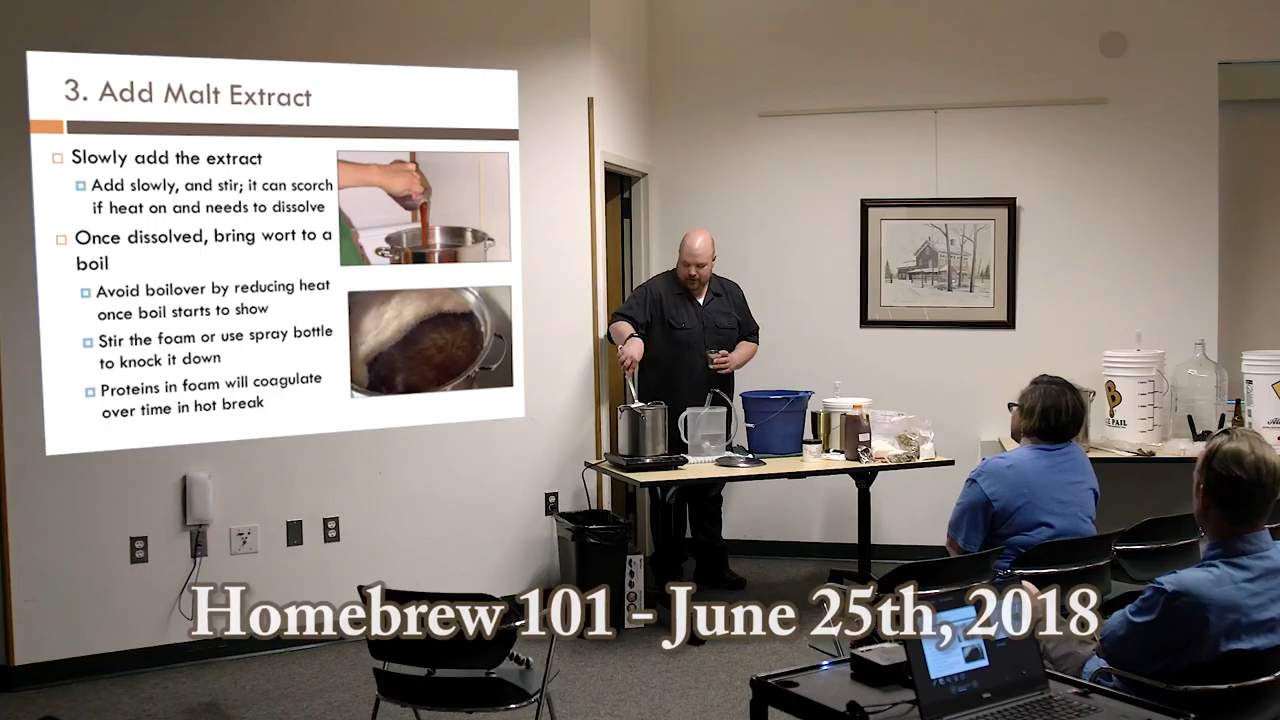 3. Add Malt Extract
Slowly add the extract
Add slowly, and stir; it can scorch
if heat on and needs to dissolve
Once dissolved, bring wort to a
boil
Avoid boilover by reducing heat
once boil starts to show
Stir the foam or use spray bottle
to knock it down
Proteins in foam will coagulate
over time in hot break
B
PAIL
Homebrew 101 - June 25th, 2018